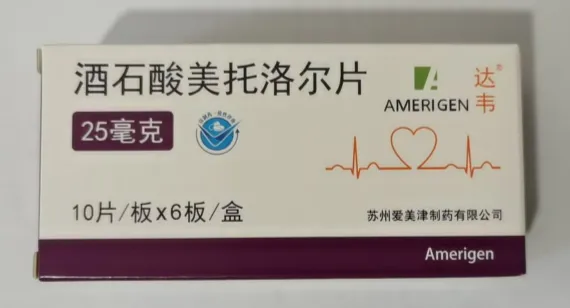 酒石酸美托洛尔片
AMERIGEN
达韦®
25毫克
10片/板x6板/盒
苏州爱美津制药有限公司
Amerigen